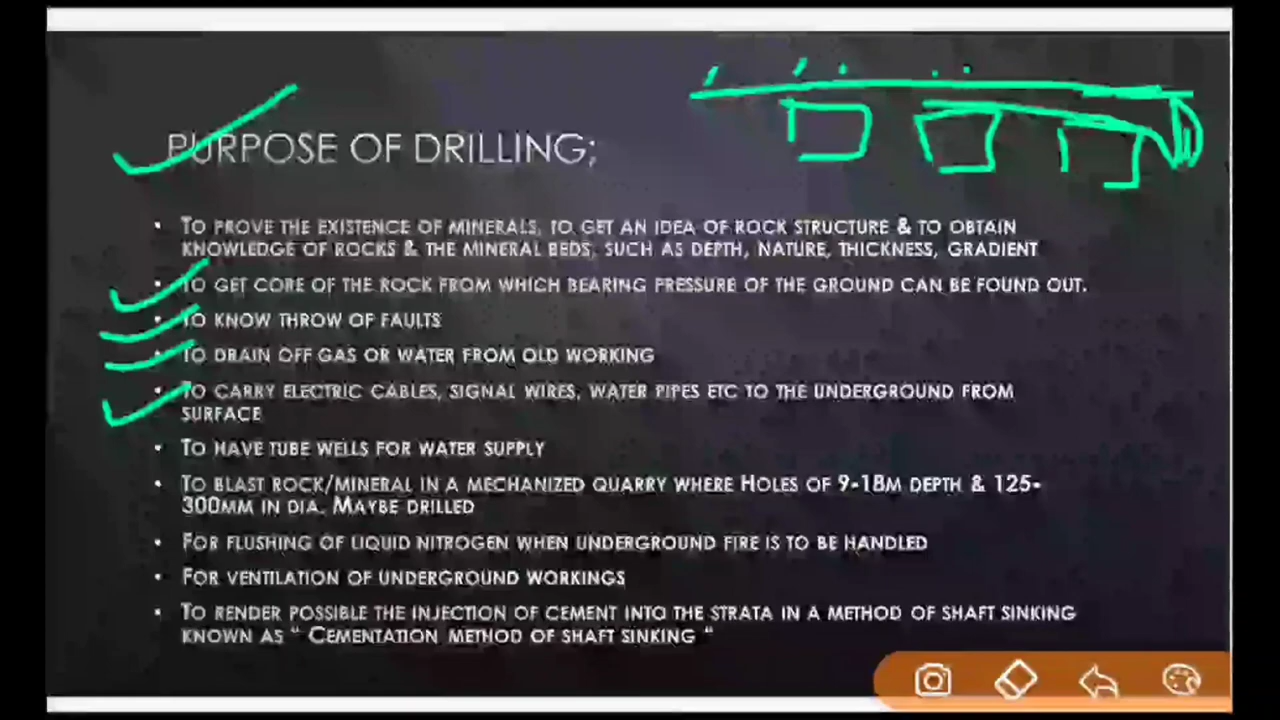 PURPOSE OF DRILLING;
• TO PROVE THE EXISTENCE OF MINERALS, TO GET AN IDEA OF ROCK STRUCTURE & TO OBTAIN
KNOWLEDGE OF ROCKS & THE MINERAL BEDS, SUCH AS DEPTH, NATURE, THICKNESS, GRADIENT
• TO GET CORE OF THE ROCK FROM WHICH BEARING PRESSURE OF THE GROUND CAN BE FOUND OUT.
• TO KNOW THROW OF FAULTS
• TO DRAIN OFF GAS OR WATER FROM OLD WORKING
• TO CARRY ELECTRIC CABLES, SIGNAL WIRES, WATER PIPES ETC TO THE UNDERGROUND FROM
SURFACE
• TO HAVE TUBE WELLS FOR WATER SUPPLY
• TO BLAST ROCK/MINERAL IN A MECHANIZED QUARRY WHERE HOLES OF 9-18M DEPTH & 125-
300MM IN DIA. MAYBE DRILLED
• FOR FLUSHING OF LIQUID NITROGEN WHEN UNDERGROUND FIRE IS TO BE HANDLED
• FOR VENTILATION OF UNDERGROUND WORKINGS
• TO RENDER POSSIBLE THE INJECTION OF CEMENT INTO THE STRATA IN A METHOD OF SHAFT SINKING
KNOWN AS " CEMENTATION METHOD OF SHAFT SINKING "